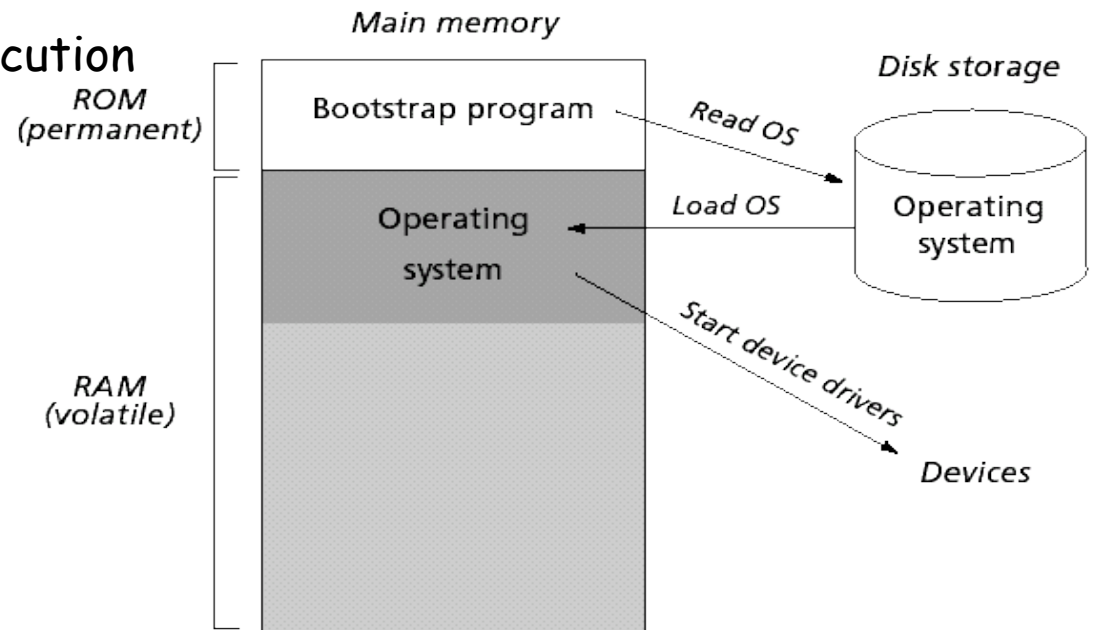 Main memory
cution
Disk storage
ROM
(permanent)
Bootstrap program
Read OS
Load OS
Operating
system
Operating
system
Start device drivers
RAM
(volatile)
Devices